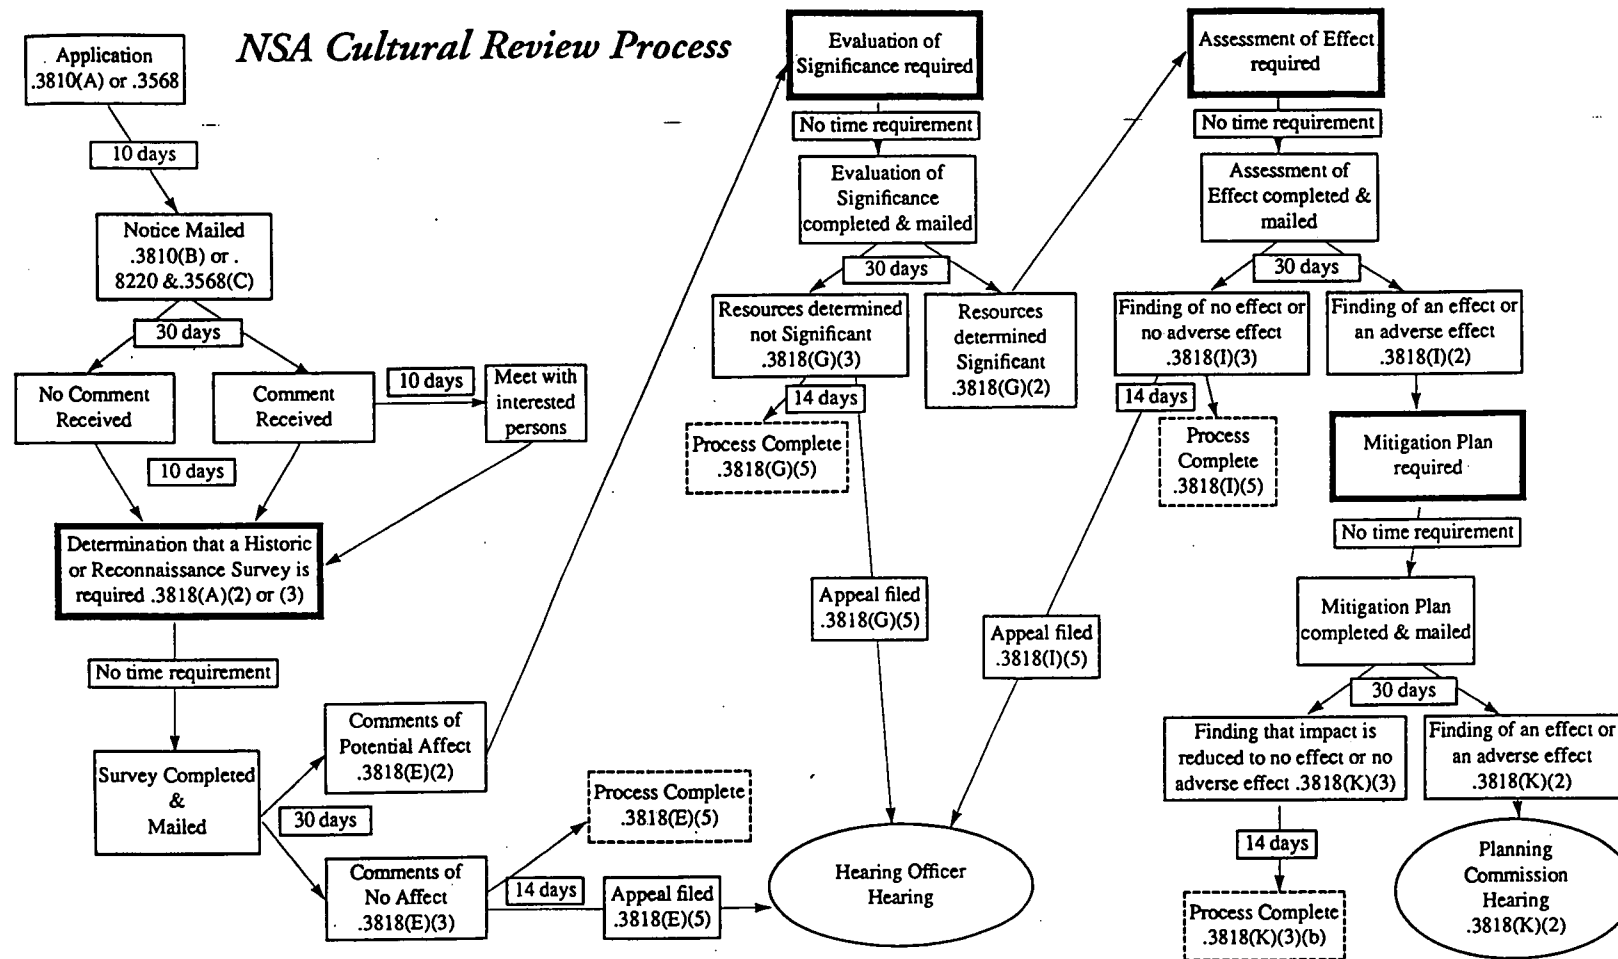 NSA Cultural Review Process
Application
.3810(A) or .3568
10 days
Notice Mailed
.3810(B) or .
8220 &.3568(C)
30 days
No Comment
Received
Comment
Received
10 days
Meet with
interested
persons
10 days
Determination that a Historic
or Reconnaissance Survey is
required .3818(A)(2) or (3)
No time requirement
Survey Completed
&
Mailed
30 days
Comments of
Potential Affect
.3818(E)(2)
Comments of
No Affect
.3818(E)(3)
Process Complete
.3818(E)(5)
14 days
Appeal filed
.3818(E)(5)
Evaluation of
Significance required
No time requirement
Evaluation of
Significance
completed & mailed
30 days
Resources determined
not Significant
.3818(G)(3)
Resources
determined
Significant
.3818(G)(2)
14 days
Process Complete
.3818(G)(5)
Appeal filed
.3818(G)(5)
Hearing Officer
Hearing
Assessment of Effect
required
No time requirement
Assessment of
Effect completed &
mailed
30 days
Finding of no effect or
no adverse effect
.3818(I)(3)
Finding of an effect or
an adverse effect
.3818(I)(2)
14 days
Process
Complete
.3818(I)(5)
Appeal filed
.3818(I)(5)
Mitigation Plan
required
No time requirement
Mitigation Plan
completed & mailed
30 days
Finding that impact is
reduced to no effect or no
adverse effect .3818(K)(3)
Finding of an effect or
an adverse effect
.3818(K)(2)
14 days
Process Complete
.3818(K)(3)(b)
Planning
Commission
Hearing
.3818(K)(2)